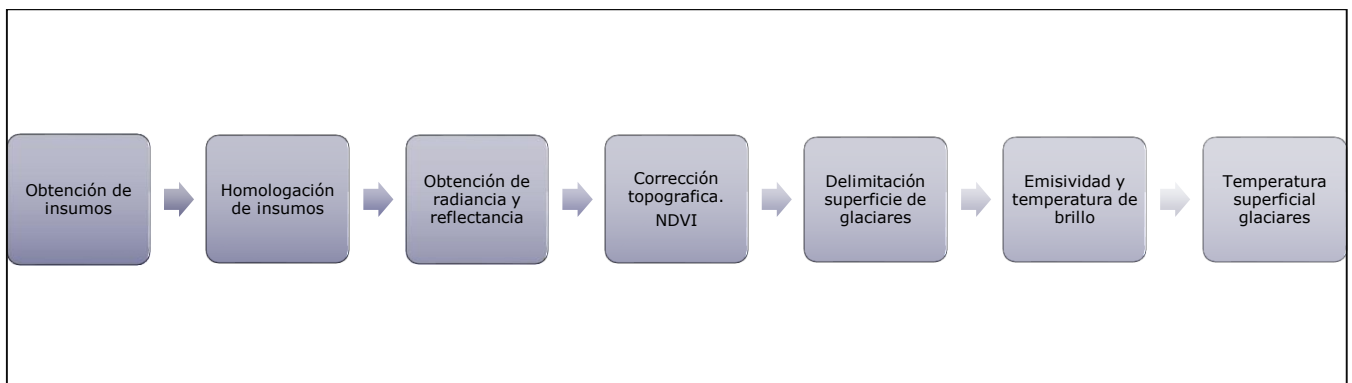 Obtención de
insumos
Homologación
de insumos
Obtención de
radiancia y
reflectancia
Corrección
topografica.
NDVI
Delimitación
superficie de
glaciares
Emisividad y
temperatura de
brillo
Temperatura
superficial
glaciares